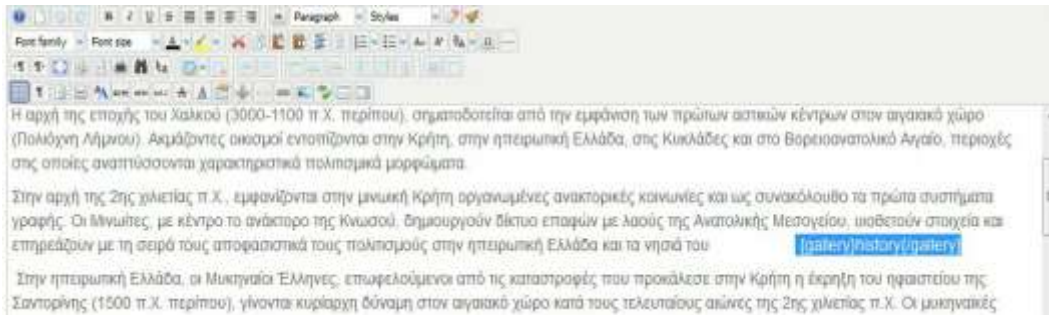 Paragraph Styles
Font family Font size
Η αρχή της εποχής του Χαλκού (3000-1100 π.Χ. περίπου), σηματοδοτείται από την εμφάνιση των πρώτων αστικών κέντρων στον αιγαιακό χώρο
(Πολιόχνη Λήμνου). Ακμάζοντες οικισμοί εντοπίζονται στην Κρήτη, στην ηπειρωτική Ελλάδα, στις Κυκλάδες και στο Βορειοανατολικό Αιγαίο, περιοχές
στις οποίες αναπτύσσονται χαρακτηριστικά πολιτισμικά μορφώματα.
Στην αρχή της 2ης χιλιετίας π.Χ., εμφανίζονται στην μινωική Κρήτη οργανωμένες ανακτορικές κοινωνίες και ως συνακόλουθο τα πρώτα συστήματα
γραφής. Οι Μινωίτες, με κέντρο το ανάκτορο της Κνωσού, δημιουργούν δίκτυο επαφών με λαούς της Ανατολικής Μεσογείου, υιοθετούν στοιχεία και
επηρεάζουν με τη σειρά τους αποφασιστικά τους πολιτισμούς στην ηπειρωτική Ελλάδα και τα νησιά του {gallery}history{/gallery}
Στην ηπειρωτική Ελλάδα, οι Μυκηναίοι Έλληνες, επωφελούμενοι από τις καταστροφές που προκάλεσε στην Κρήτη η έκρηξη του ηφαιστείου της
Σαντορίνης (1500 π.Χ. περίπου), γίνονται κυρίαρχη δύναμη στον αιγαιακό χώρο κατά τους τελευταίους αιώνες της 2ης χιλιετίας π.Χ. Οι μυκηναϊκές